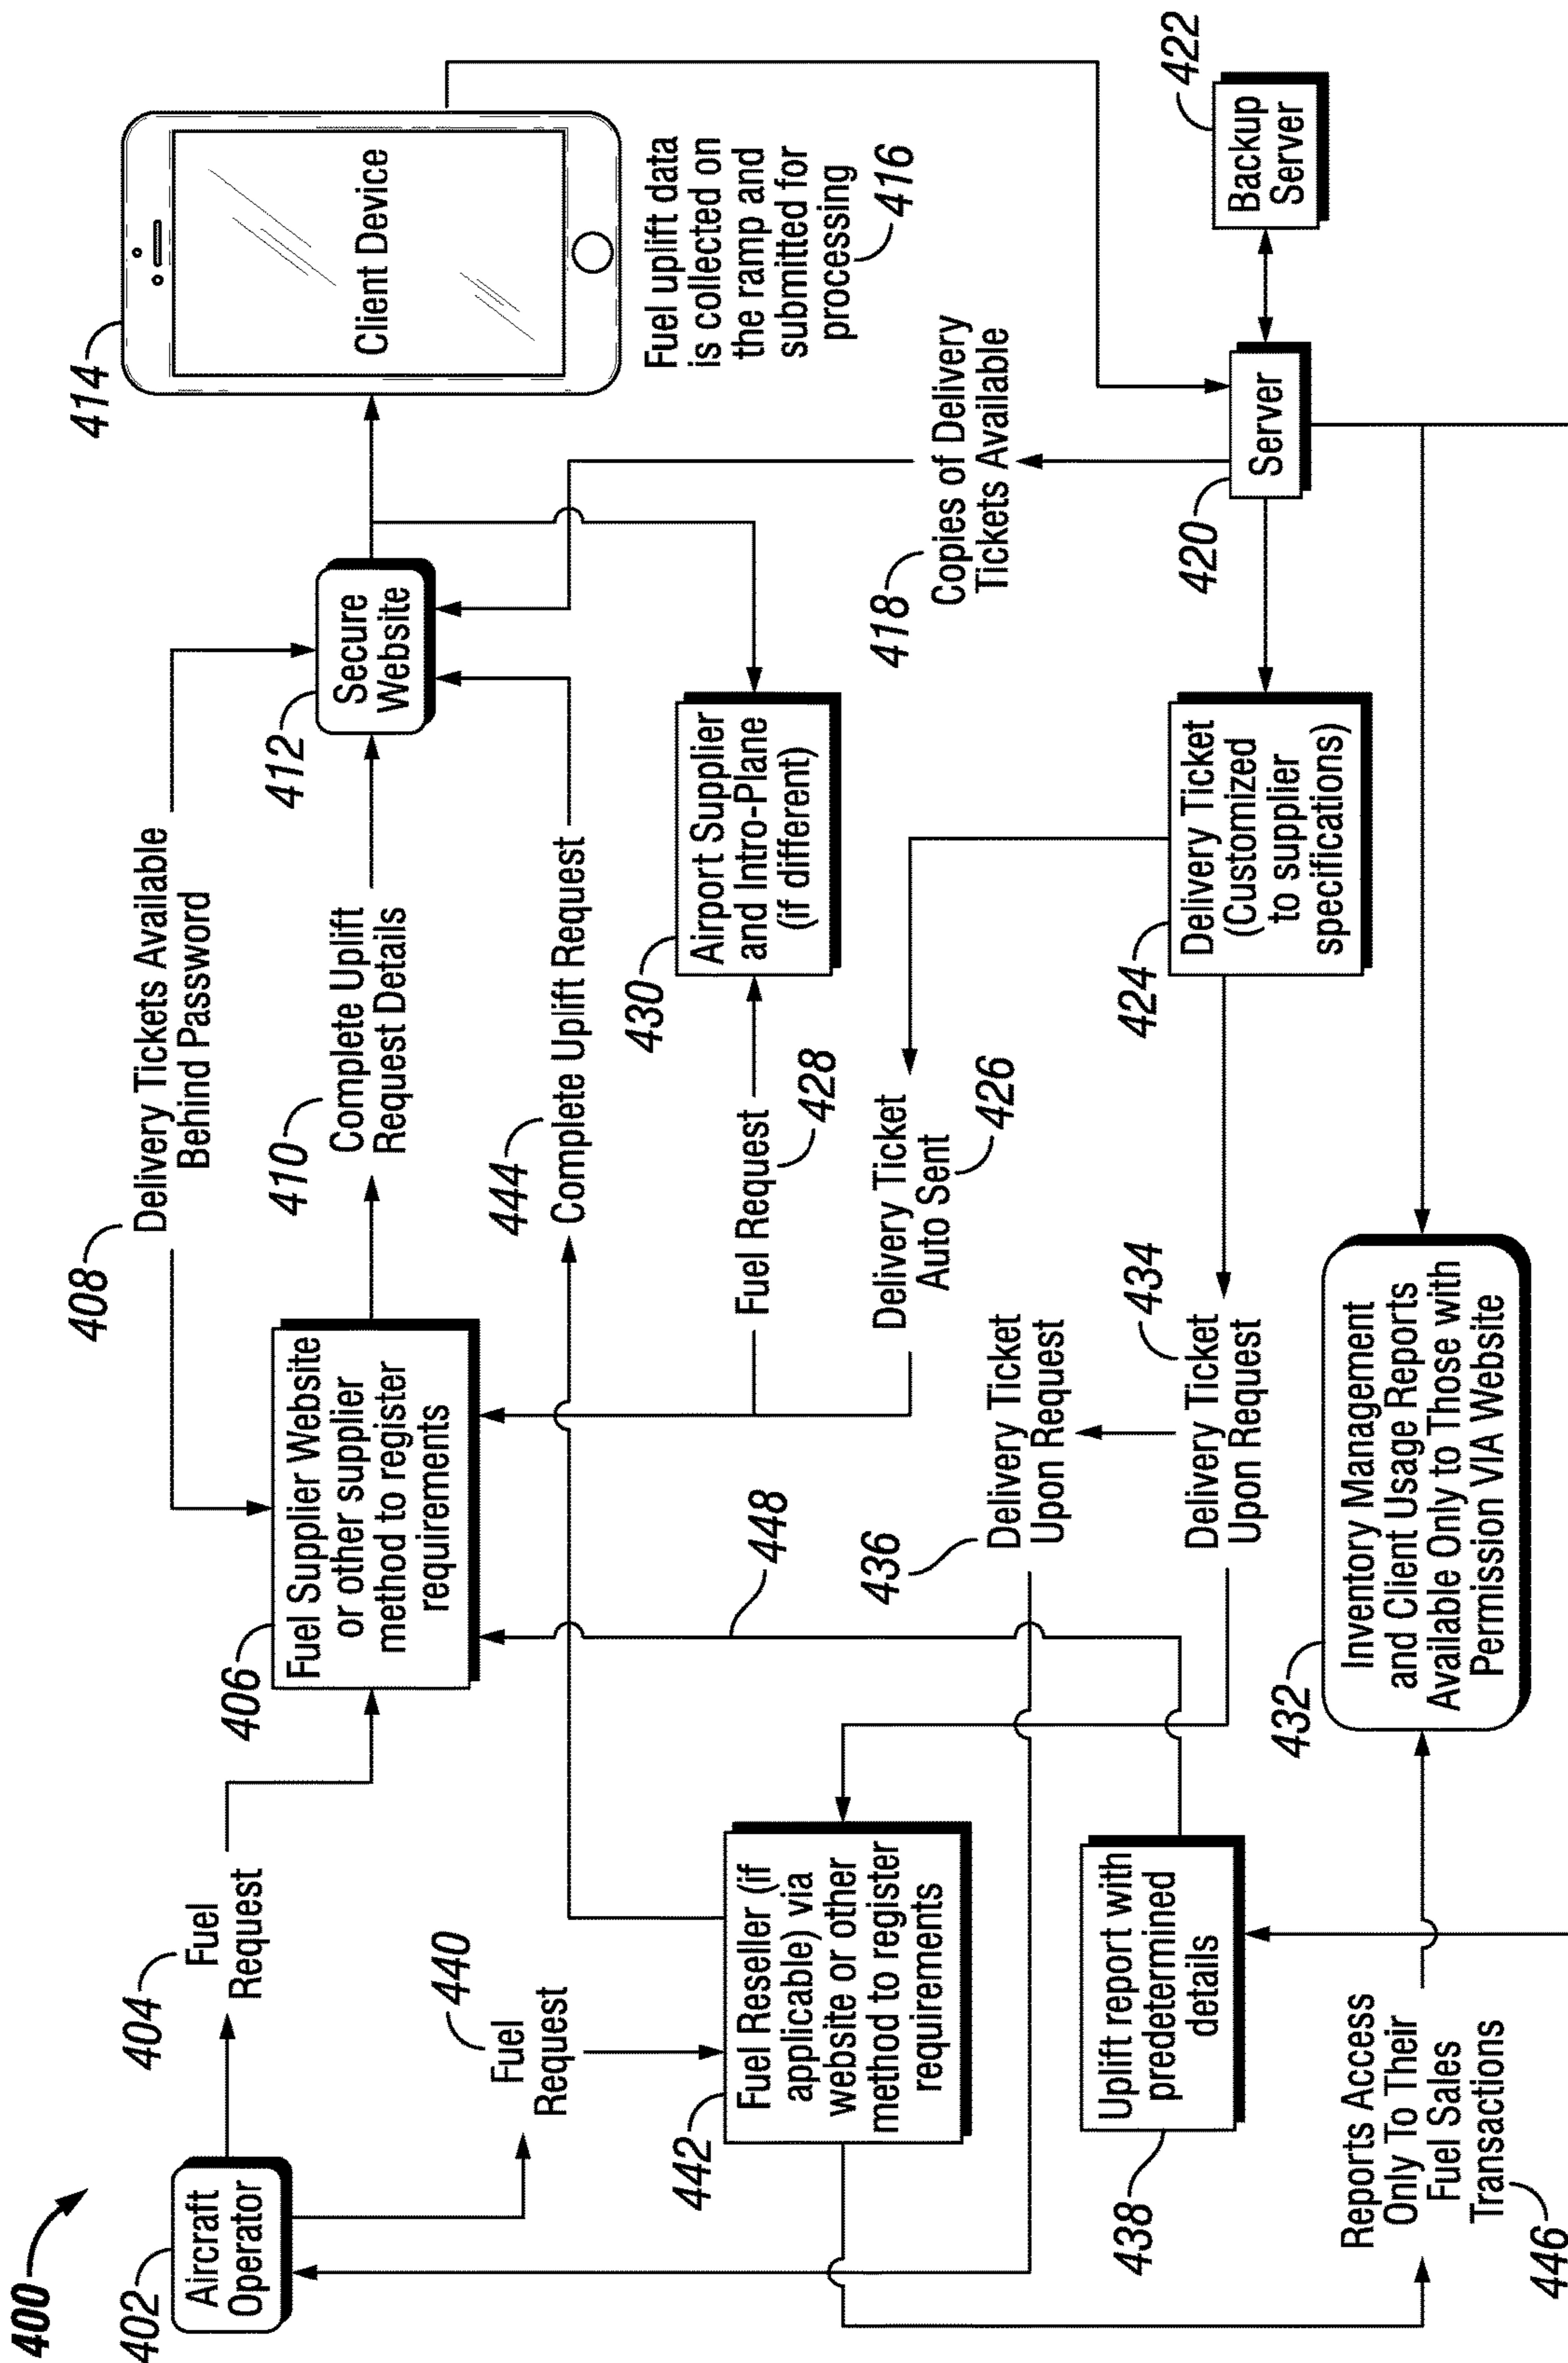 400
402
Aircraft
Operator
404
Fuel
Request
406
Fuel Supplier Website
or other supplier
method to register
requirements
408
Delivery Tickets Available
Behind Password
410
Complete Uplift
Request Details
412
Secure
Website
414
Client Device
Fuel uplift data
is collected on
the ramp and
submitted for
processing
416
440
Fuel
Request
444
Complete Uplift Request
442
Fuel Reseller (if
applicable) via
website or other
method to register
requirements
448
Fuel Request
428
430
Airport Supplier
and Intro-Plane
(if different)
Delivery Ticket
Auto Sent
426
418
Copies of Delivery
Tickets Available
436
Delivery Ticket
Upon Request
434
Delivery Ticket
Upon Request
424
Delivery Ticket
(Customized
to supplier
specifications)
420
Server
422
Backup
Server
438
Uplift report with
predetermined
details
432
Inventory Management
and Client Usage Reports
Available Only to Those with
Permission VIA Website
Reports Access
Only To Their
Fuel Sales
Transactions
446